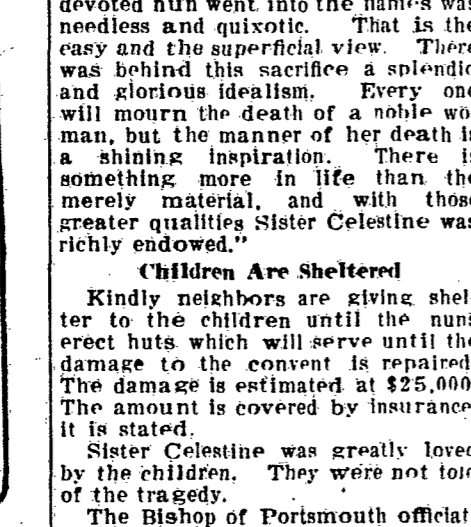 devoted nun went into the flames was
needless and quixotic. That is the
easy and the superficial view. There
was behind this sacrifice a splendid
and glorious idealism. Every one
will mourn the death of a noble wo-
man, but the manner of her death i
a shining inspiration. There i
something more in life than the
merely material, and with those
greater qualities Sister Celestine was
richly endowed."
Children Are Sheltered
Kindly neighbors are giving shel-
ter to the children until the nuns
erect huts which will serve until the
damage to the convent is repaired
The damage is estimated at $25,000
The amount is covered by insurance
it is stated.
Sister Celestine was greatly loved
by the children. They were not told
of the tragedy.
The Bishop of Portsmouth officiat